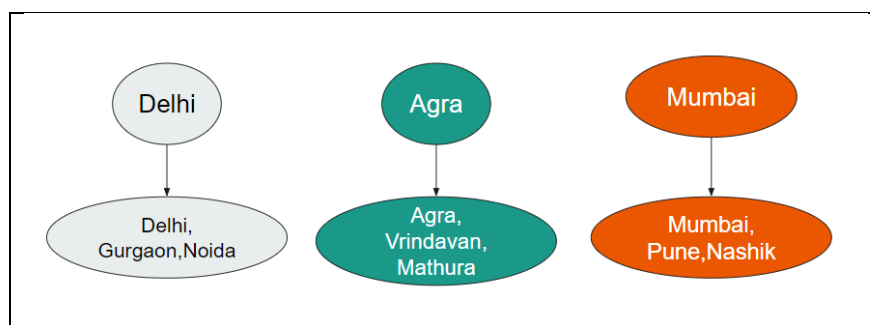 Delhi
Agra
Mumbai
Delhi,
Gurgaon,Noida
Agra,
Vrindavan,
Mathura
Mumbai,
Pune,Nashik